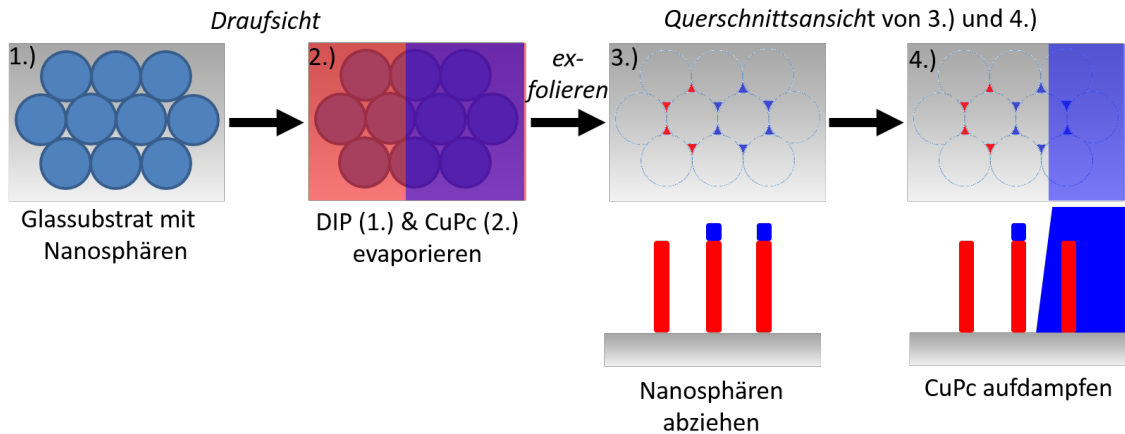 Draufsicht
Querschnittsansicht von 3.) und 4.)
1.)
2.)
ex-
folieren
3.)
4.)
Glassubstrat mit
Nanosphären
DIP (1.) & CuPc (2.)
evaporieren
Nanosphären
abziehen
CuPc aufdampfen